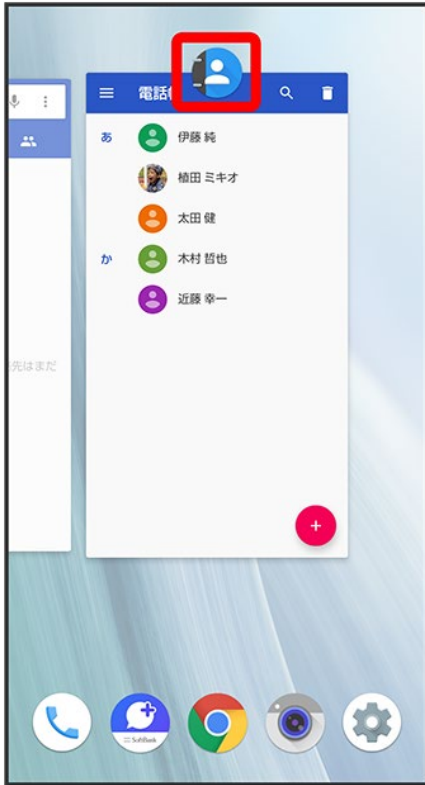 電話
あ
伊藤 純
植田 ミキオ
太田 健
か
木村 哲也
近藤 幸一
先はまだ
SoftBank